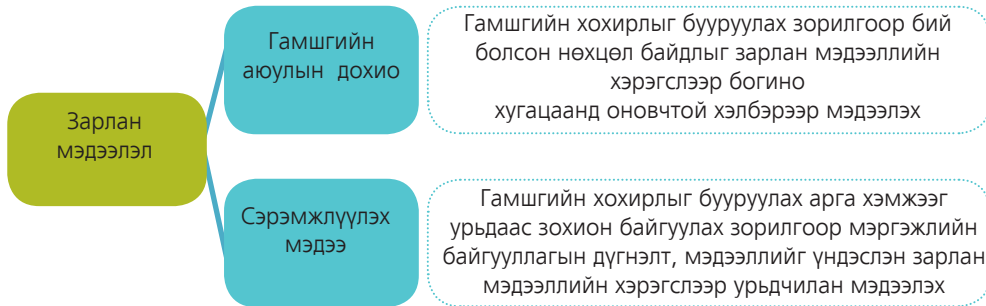 Зарлан
мэдээлэл
Гамшгийн
аюулын дохио
Гамшгийн хохирлыг бууруулах зорилгоор бий
болсон нөхцөл байдлыг зарлан мэдээллийн
хэрэгслээр богино
хугацаанд оновчтой хэлбэрээр мэдээлэх
Сэрэмжлүүлэх
мэдээ
Гамшгийн хохирлыг бууруулах арга хэмжээг
урьдаас зохион байгуулах зорилгоор мэргэжлийн
байгууллагын дүгнэлт, мэдээллийг үндэслэн зарлан
мэдээллийн хэрэгслээр урьдчилан мэдээлэх